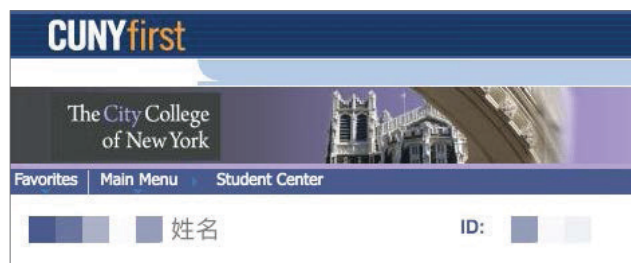 CUNYfirst
The City College
of New York
Favorites Main Menu Student Center
姓名 ID: